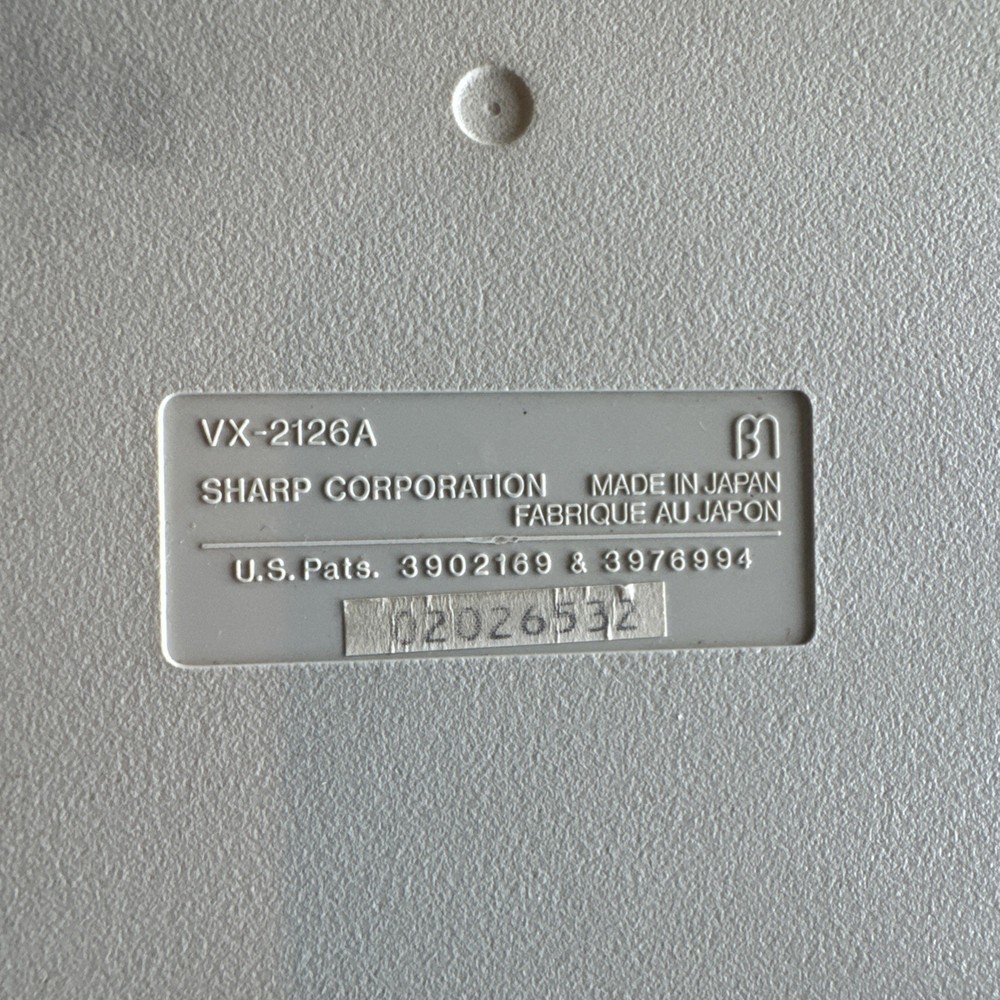 VX-2126A
SHARP CORPORATION MADE IN JAPAN
FABRIQUE AU JAPON
U.S.Pats. 3902169 & 3976994
02026532